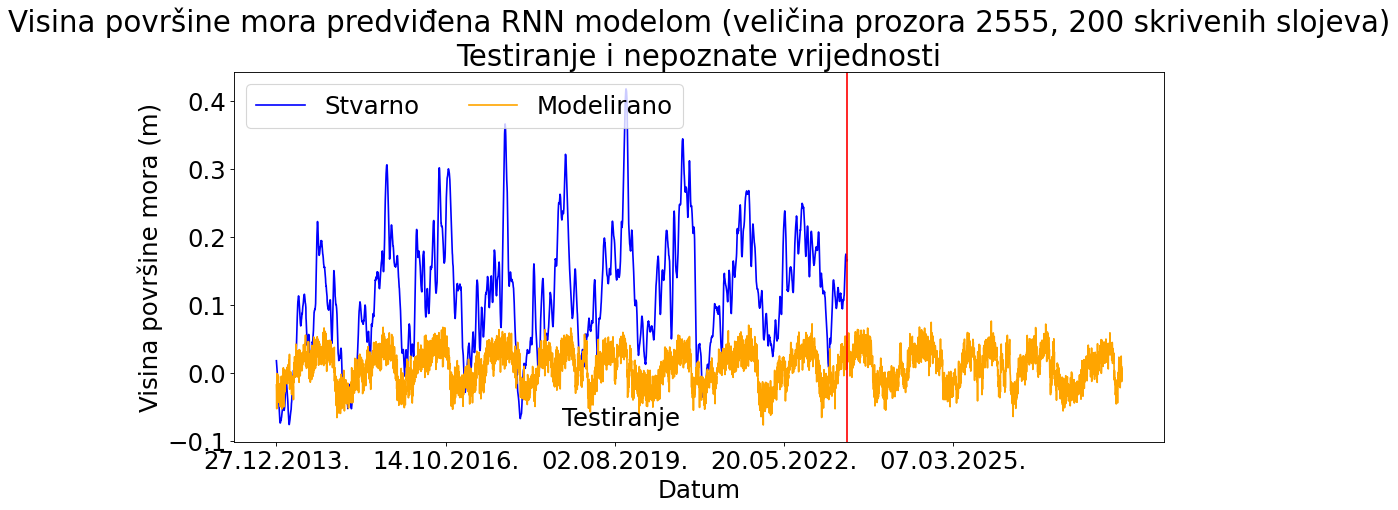 Visina površine mora predviđena RNN modelom (veličina prozora 2555, 200 skrivenih slojeva)
Testiranje i nepoznate vrijednosti
Stvarno Modelirano
Visina površine mora (m)
0.4
0.3
0.2
0.1
0.0
−0.1
Testiranje
27.12.2013. 14.10.2016. 02.08.2019. 20.05.2022. 07.03.2025.
Datum